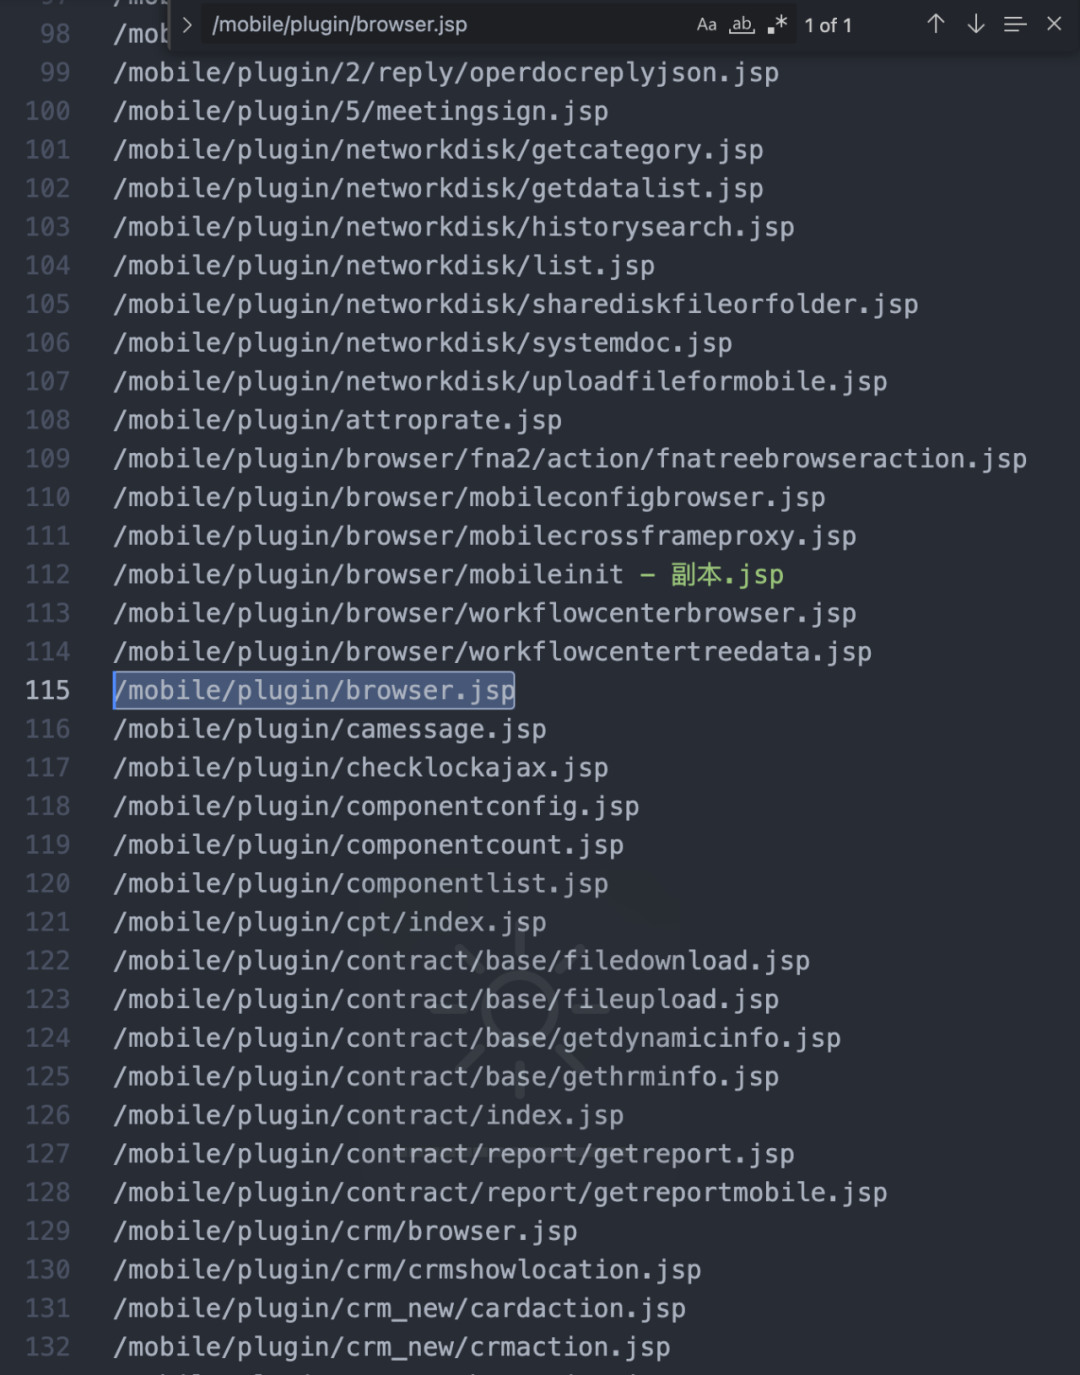 /mobile/plugin/browser.jsp Aa ab 1 of 1
98 /mob
99 /mobile/plugin/2/reply/operdocreplyjson.jsp
100 /mobile/plugin/5/meetingsign.jsp
101 /mobile/plugin/networkdisk/getcategory.jsp
102 /mobile/plugin/networkdisk/getdatalist.jsp
103 /mobile/plugin/networkdisk/historysearch.jsp
104 /mobile/plugin/networkdisk/list.jsp
105 /mobile/plugin/networkdisk/sharediskfileorfolder.jsp
106 /mobile/plugin/networkdisk/systemdoc.jsp
107 /mobile/plugin/networkdisk/uploadfileformobile.jsp
108 /mobile/plugin/attroprate.jsp
109 /mobile/plugin/browser/fna2/action/fnatreebrowseraction.jsp
110 /mobile/plugin/browser/mobileconfigbrowser.jsp
111 /mobile/plugin/browser/mobilecrossframeproxy.jsp
112 /mobile/plugin/browser/mobileinit - 副本.jsp
113 /mobile/plugin/browser/workflowcenterbrowser.jsp
114 /mobile/plugin/browser/workflowcentertreedata.jsp
115 /mobile/plugin/browser.jsp
116 /mobile/plugin/camessage.jsp
117 /mobile/plugin/checklockajax.jsp
118 /mobile/plugin/componentconfig.jsp
119 /mobile/plugin/componentcount.jsp
120 /mobile/plugin/componentlist.jsp
121 /mobile/plugin/cpt/index.jsp
122 /mobile/plugin/contract/base/filedownload.jsp
123 /mobile/plugin/contract/base/fileupload.jsp
124 /mobile/plugin/contract/base/getdynamicinfo.jsp
125 /mobile/plugin/contract/base/gethrminfo.jsp
126 /mobile/plugin/contract/index.jsp
127 /mobile/plugin/contract/report/getreport.jsp
128 /mobile/plugin/contract/report/getreportmobile.jsp
129 /mobile/plugin/crm/browser.jsp
130 /mobile/plugin/crm/crmshowlocation.jsp
131 /mobile/plugin/crm_new/cardaction.jsp
132 /mobile/plugin/crm_new/crmaction.jsp